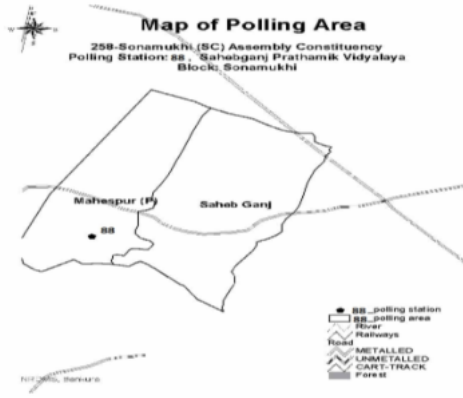 Map of Polling Area
258-Sonamukhi (SC) Assembly Constituency
Polling Station: 88 , Sahebganj Prathamik Vidyalaya
Block: Sonamukhi
Mahespur (P)
Saheb Ganj
88
88_polling station
88_polling area
River
Railways
Road
METALLED
UNMETALLED
CART-TRACK
Forest
Bankura